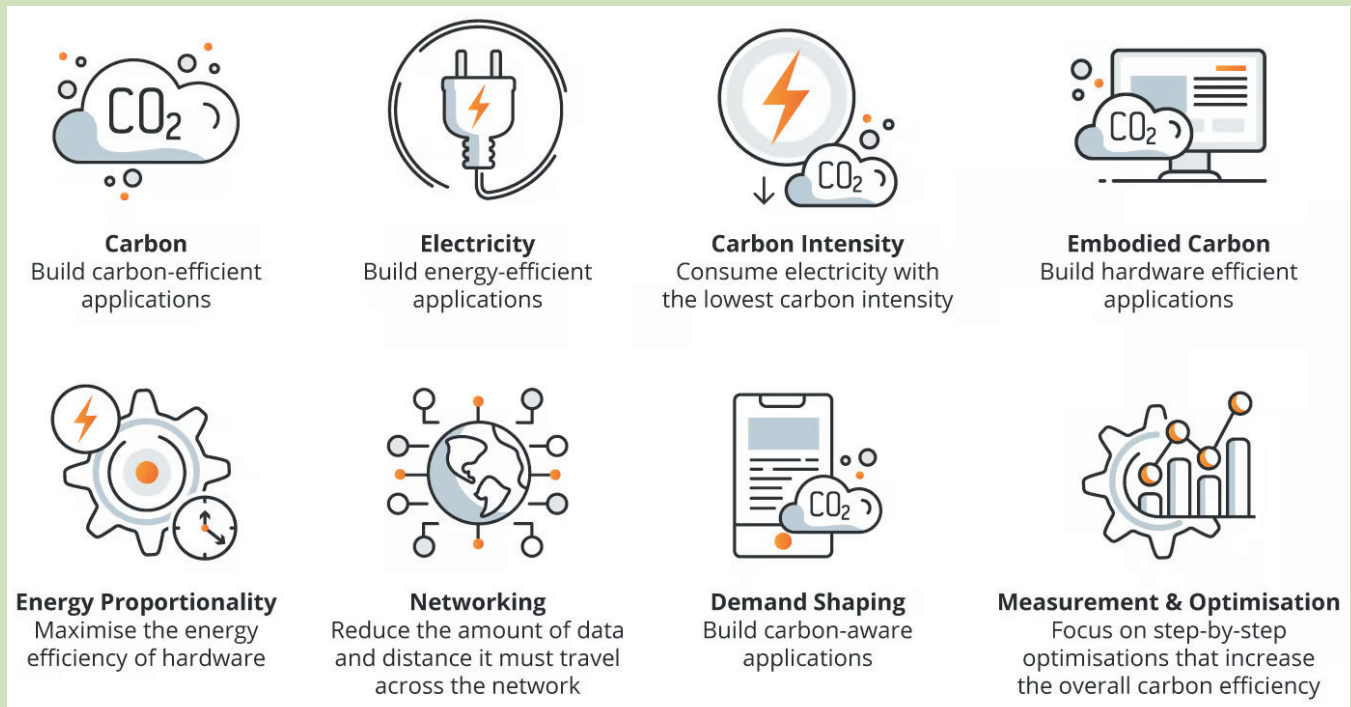 CO2
CO2
CO2
Carbon
Build carbon-efficient
applications
Electricity
Build energy-efficient
applications
Carbon Intensity
Consume electricity with
the lowest carbon intensity
Embodied Carbon
Build hardware efficient
applications
CO2
Energy Proportionality
Maximise the energy
efficiency of hardware
Networking
Reduce the amount of data
and distance it must travel
across the network
Demand Shaping
Build carbon-aware
applications
Measurement & Optimisation
Focus on step-by-step
optimisations that increase
the overall carbon efficiency